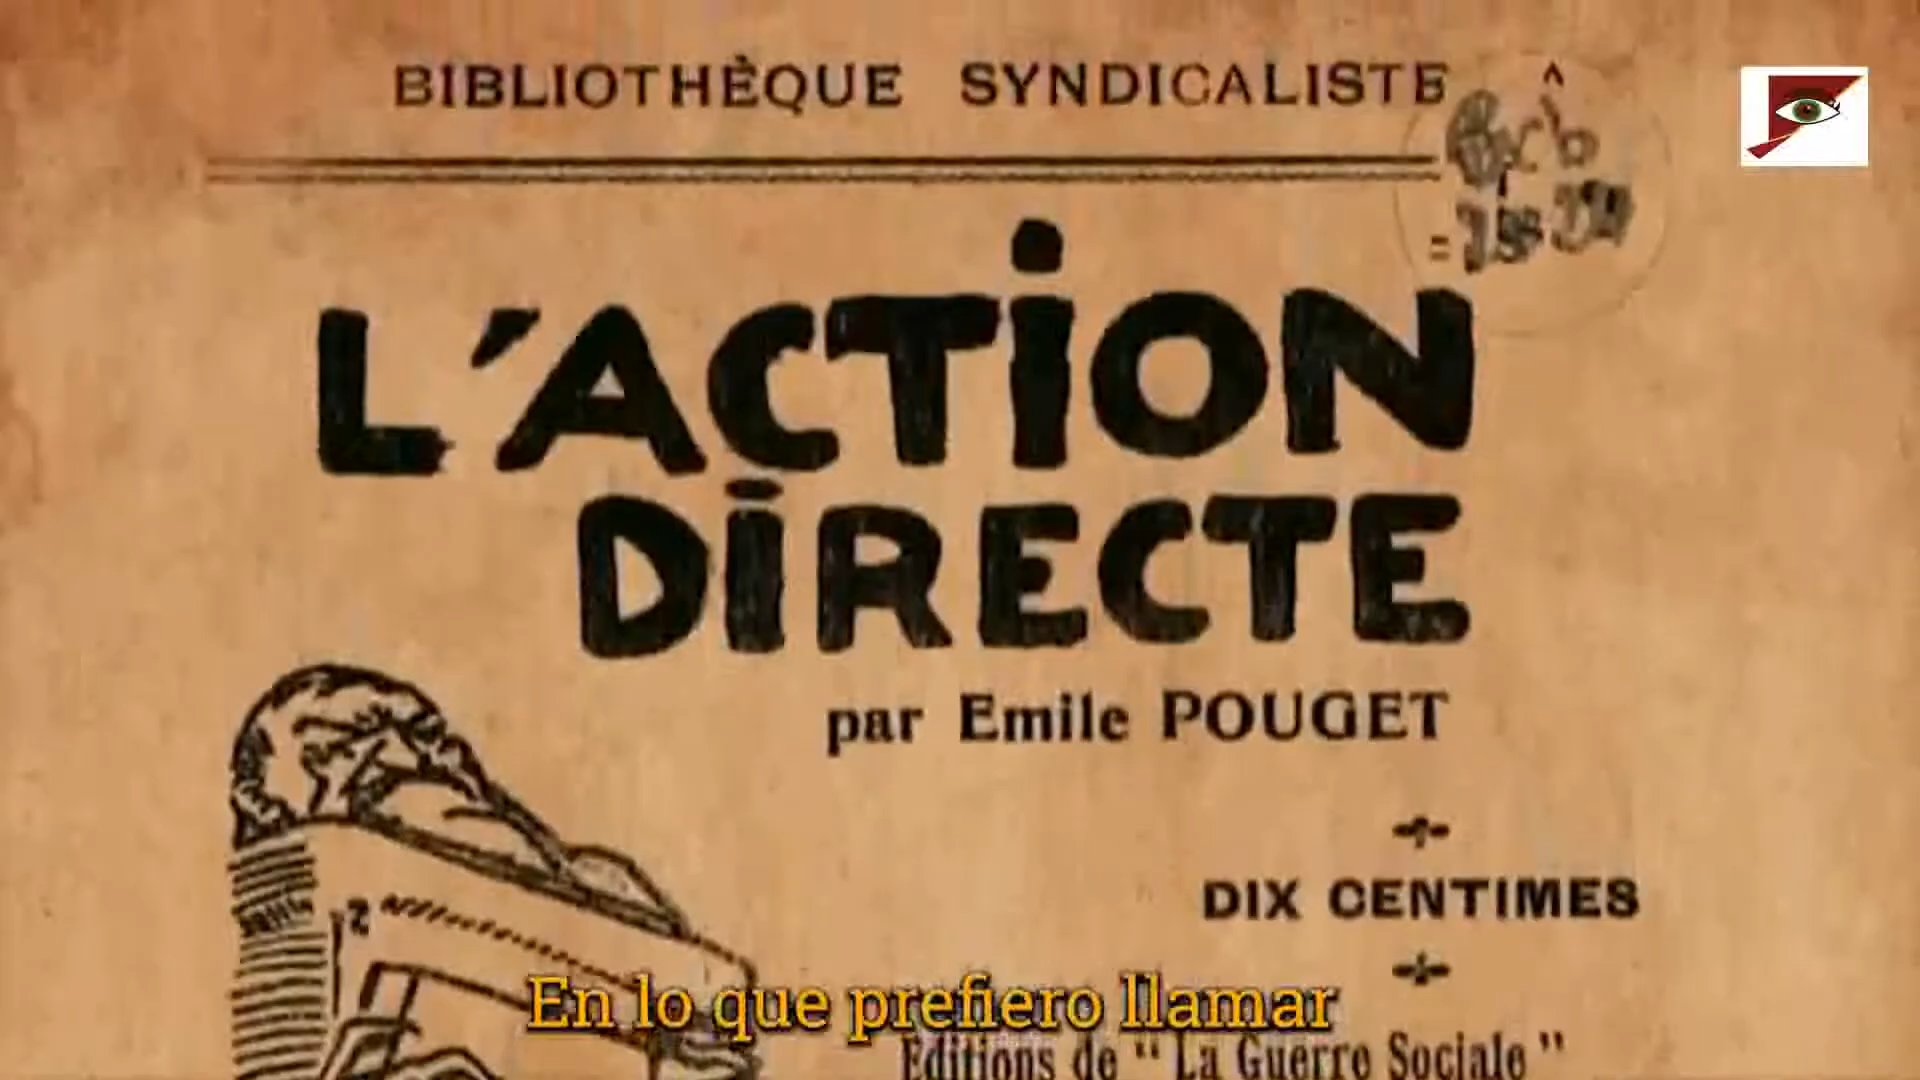 BIBLIOTHÈQUE SYNDICALISTE
L'ACTION
DIRECTE
par Emile POUGET
DIX CENTIMES
En lo que prefiero llamar
Editions de "La Guerre Sociale"